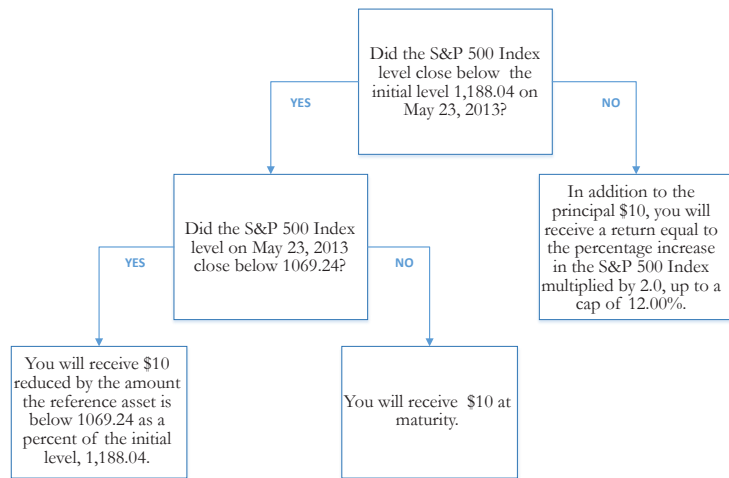 Did the S&P 500 Index
level close below the
initial level 1,188.04 on
May 23, 2013?
YES
NO
Did the S&P 500 Index
level on May 23, 2013
close below 1069.24?
In addition to the
principal $10, you will
receive a return equal to
the percentage increase
in the S&P 500 Index
multiplied by 2.0, up to a
cap of 12.00%.
YES
NO
You will receive $10
reduced by the amount
the reference asset is
below 1069.24 as a
percent of the initial
level, 1,188.04.
You will receive $10 at
maturity.